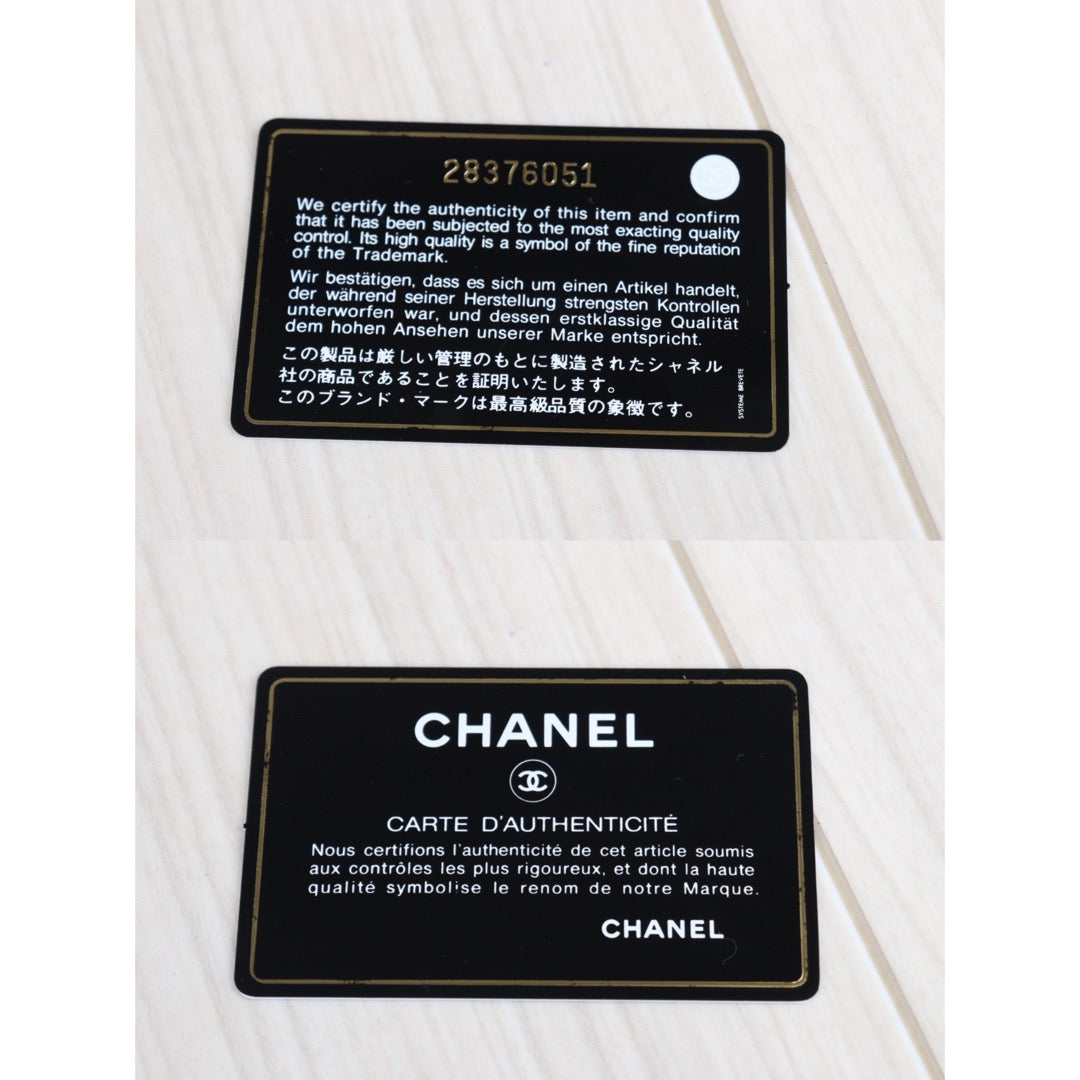 28376051
We certify the authenticity of this item and confirm
that it has been subjected to the most exacting quality
control. Its high quality is a symbol of the fine reputation
of the Trademark.
Wir bestätigen, dass es sich um einen Artikel handelt,
der während seiner Herstellung strengsten Kontrollen
unterworfen war, und dessen erstklassige Qualität
dem hohen Ansehen unserer Marke entspricht.
この製品は厳しい管理のもとに製造されたシャネル
社の商品であることを証明いたします。
このブランド・マークは最高級品質の象徴です。
SYSTEME BREVETE
CHANEL
CARTE D'AUTHENTICITÉ
Nous certifions l'authenticité de cet article soumis
aux contrôles les plus rigoureux, et dont la haute
qualité symbolise le renom de notre Marque.
CHANEL